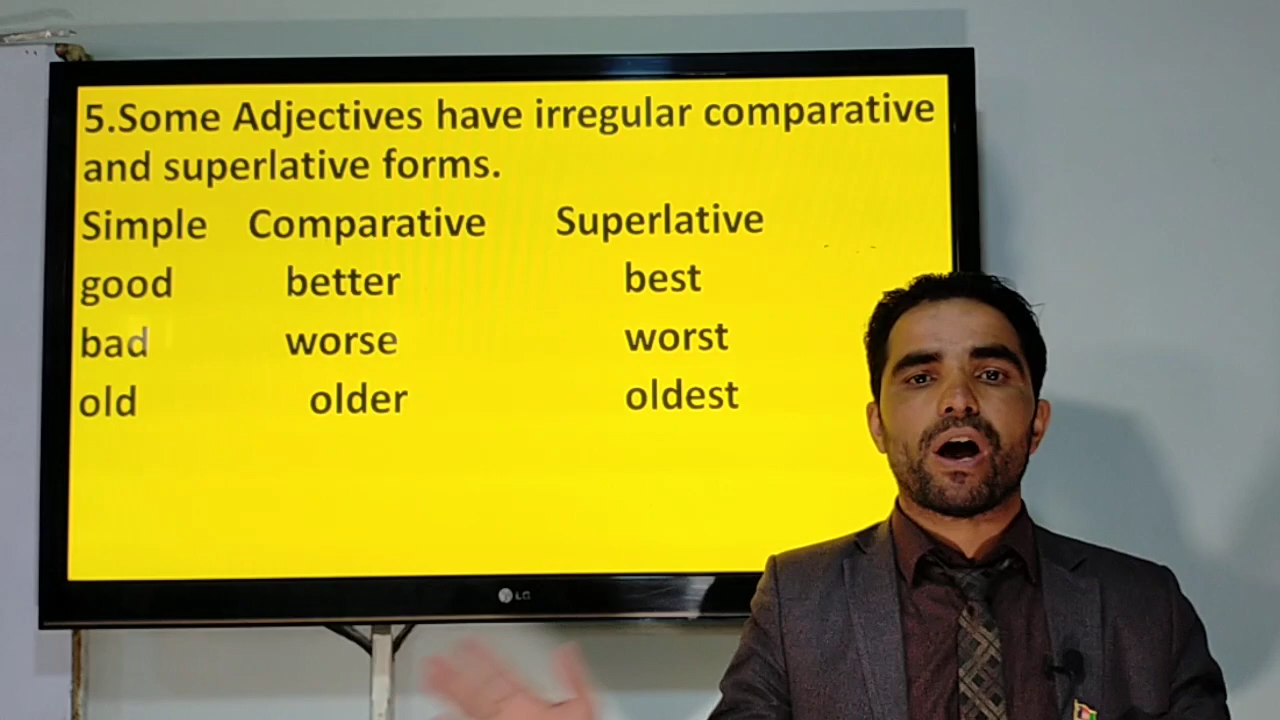 5.Some Adjectives have irregular comparative
and superlative forms.
Simple Comparative Superlative
good better best
bad worse worst
old older oldest
LG